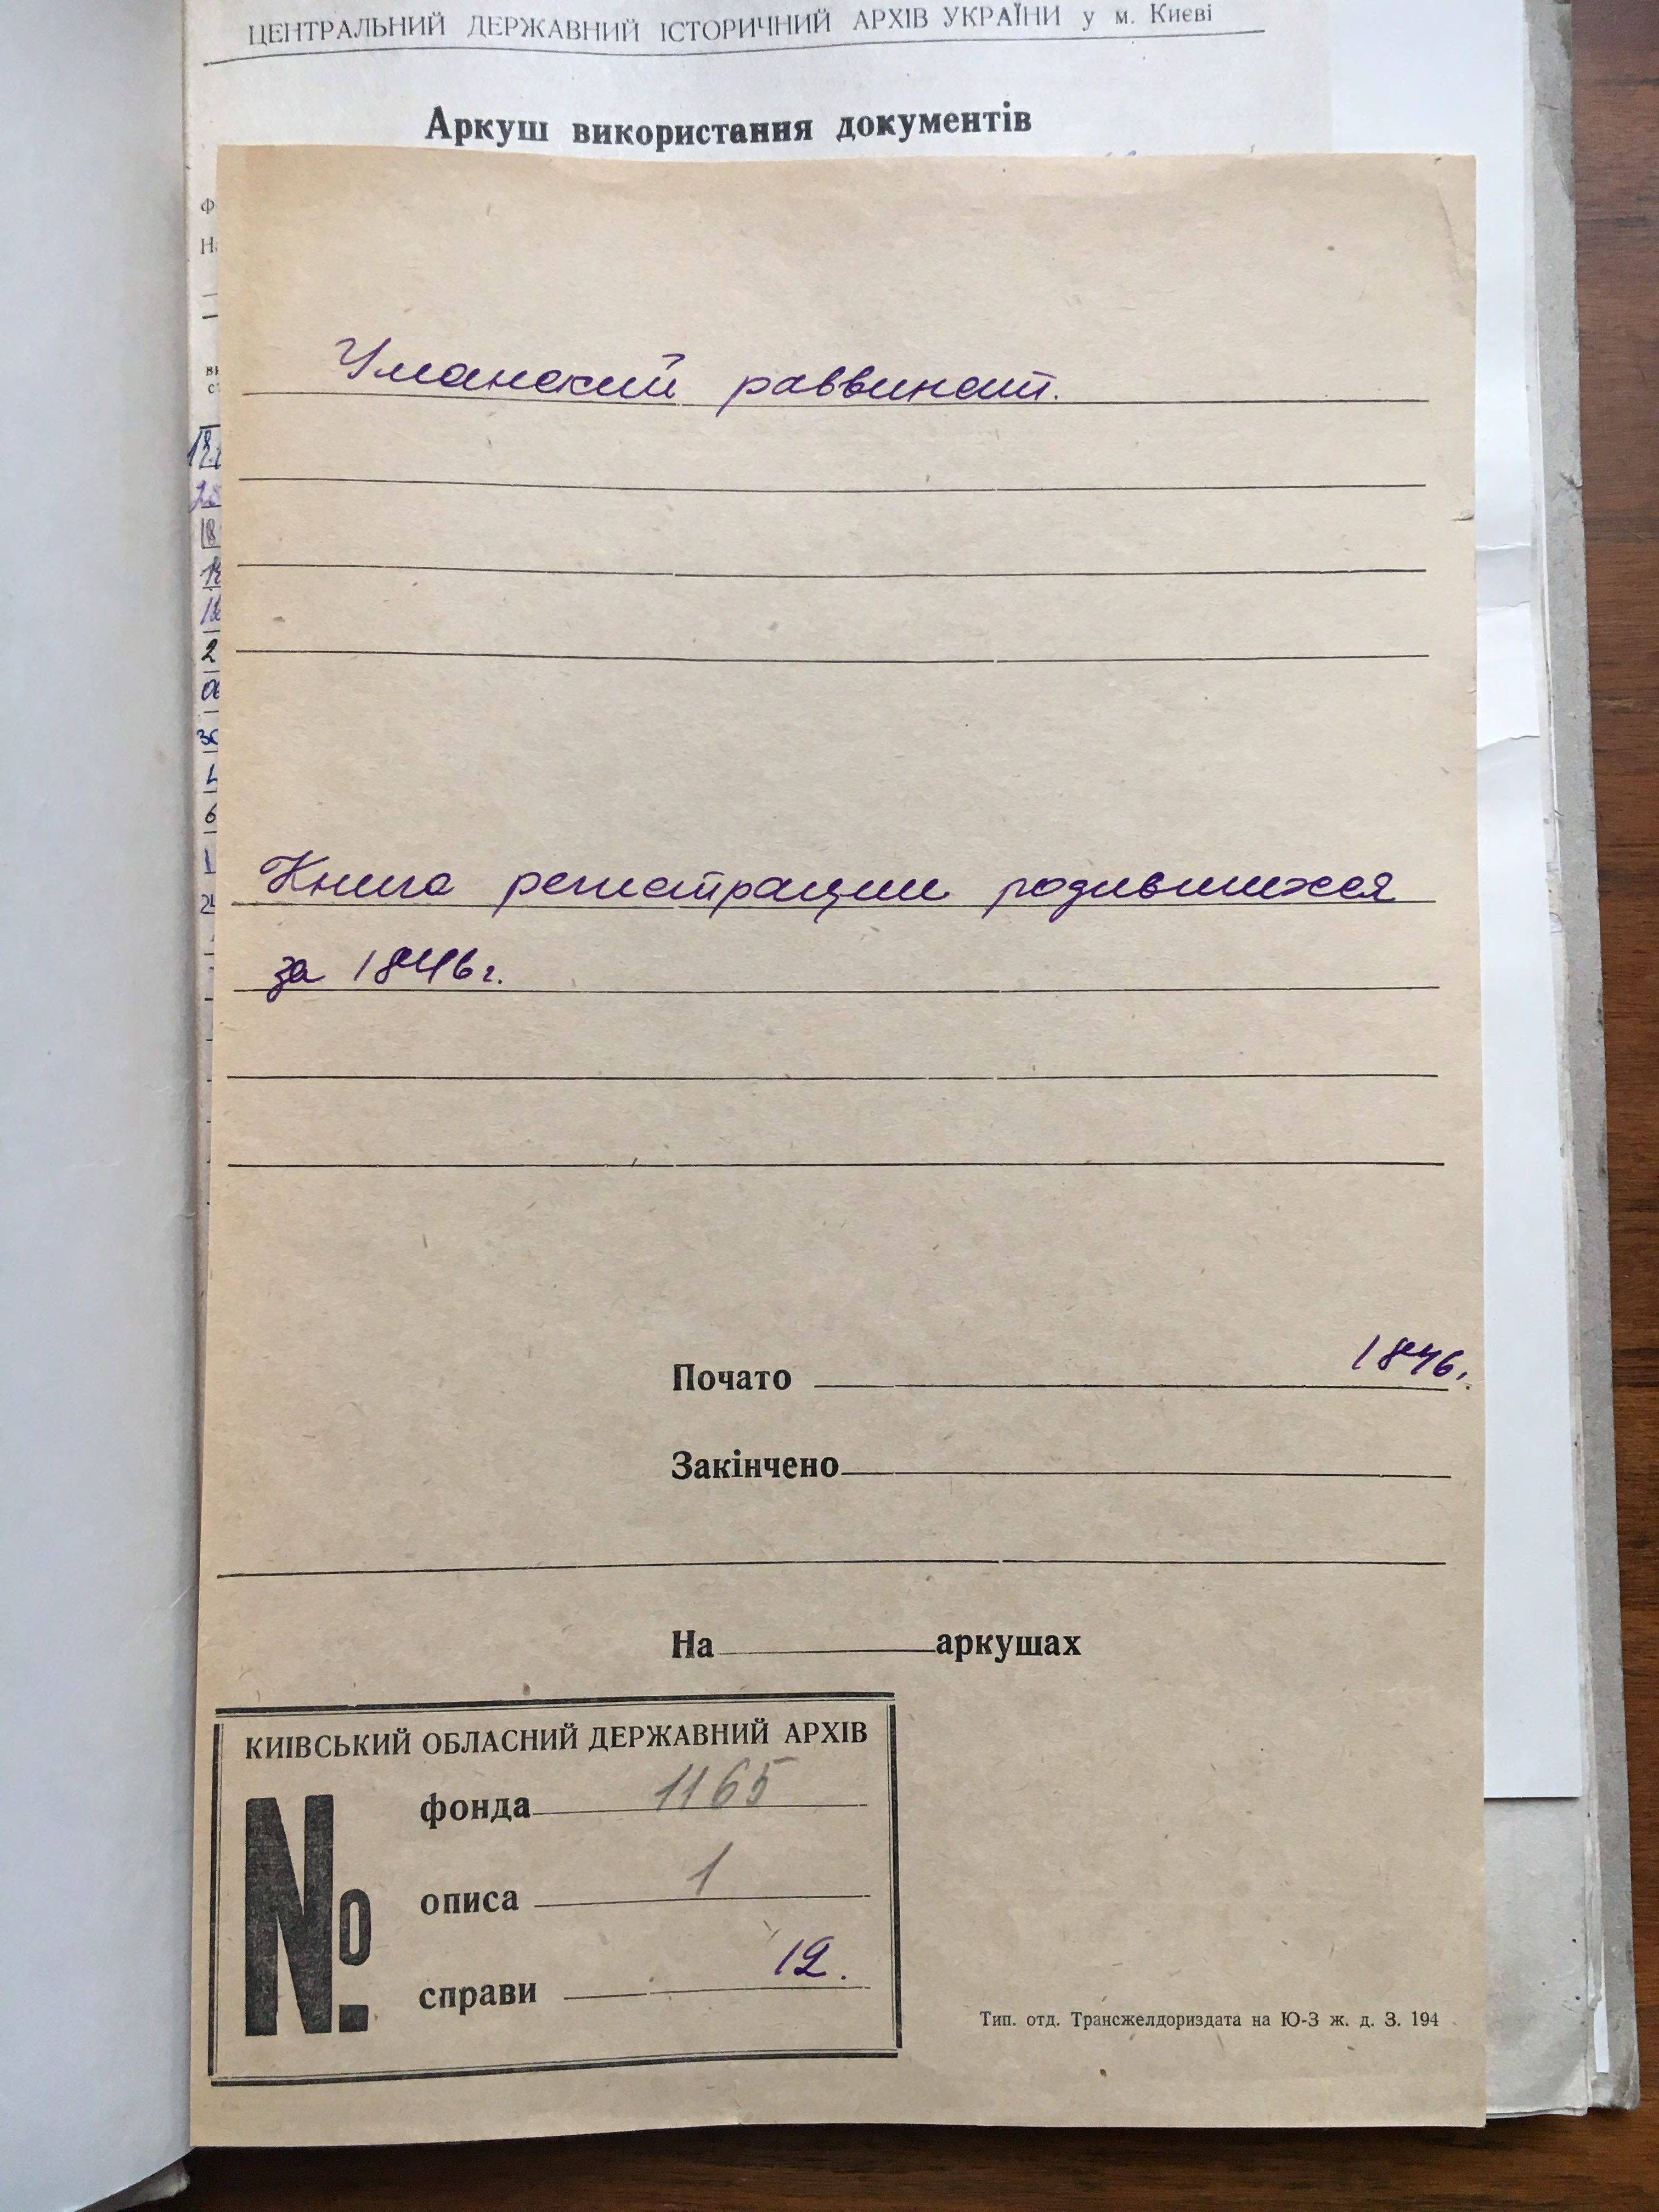 ЦЕНТРАЛЬНИЙ ДЕРЖАВНИЙ ІСТОРИЧНИЙ АРХІВ УКРАЇНИ у м. Києві
Аркуш використання документів
Уманский раввинат.
Книга регистрации родившихся
за 1846 г.
Почато 1846.
Закінчено
На аркушах
КИІВСЬКИЙ ОБЛАСНИЙ ДЕРЖАВНИЙ АРХІВ
№
фонда 1165
описа 1
справи 12.
Тип. отд. Трансжелдориздата на Ю-З ж. д. З. 194